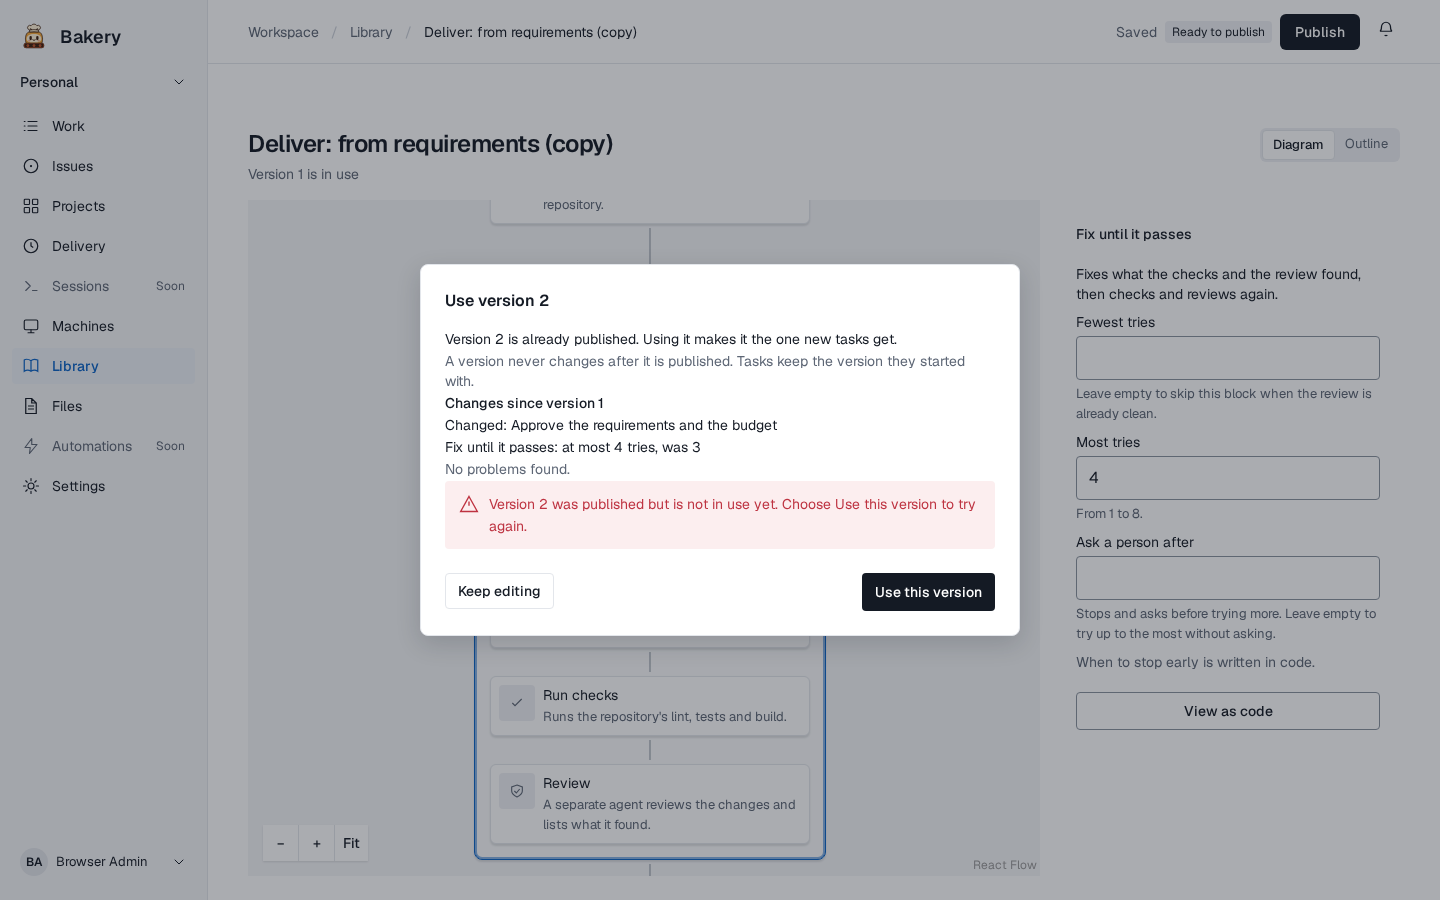 Bakery
Workspace / Library / Deliver: from requirements (copy)
Saved
Ready to publish
Publish
Personal
Work
Issues
Projects
Delivery
Sessions Soon
Machines
Library
Files
Automations Soon
Settings
BA Browser Admin
Deliver: from requirements (copy)
Version 1 is in use
Diagram
Outline
repository.
Use version 2
Version 2 is already published. Using it makes it the one new tasks get.
A version never changes after it is published. Tasks keep the version they started
with.
Changes since version 1
Changed: Approve the requirements and the budget
Fix until it passes: at most 4 tries, was 3
No problems found.
Version 2 was published but is not in use yet. Choose Use this version to try
again.
Keep editing
Use this version
Run checks
Runs the repository's lint, tests and build.
Review
A separate agent reviews the changes and
lists what it found.
− + Fit
React Flow
Fix until it passes
Fixes what the checks and the review found,
then checks and reviews again.
Fewest tries
Leave empty to skip this block when the review is
already clean.
Most tries
4
From 1 to 8.
Ask a person after
Stops and asks before trying more. Leave empty to
try up to the most without asking.
When to stop early is written in code.
View as code